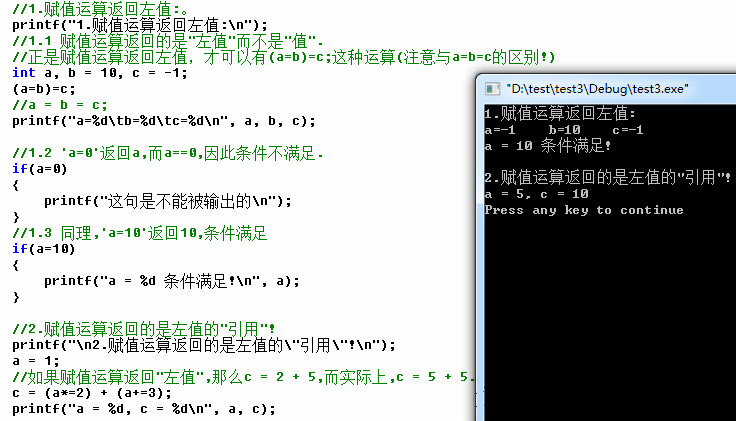 //1.赋值运算返回左值:。
printf("1.赋值运算返回左值:\n");
//1.1 赋值运算返回的是"左值"而不是"值".
//正是赋值运算返回左值, 才可以有(a=b)=c;这种运算(注意与a=b=c的区别!)
int a, b = 10, c = -1;
(a=b)=c;
//a = b = c;
printf("a=%d\tb=%d\tc=%d\n", a, b, c);
//1.2 'a=0'返回a,而a==0,因此条件不满足.
if(a=0)
{
printf("这句是不能被输出的\n");
}
//1.3 同理,'a=10'返回10,条件满足
if(a=10)
{
printf("a = %d 条件满足!\n", a);
}
//2.赋值运算返回的是左值的"引用"!
printf("\n2.赋值运算返回的是左值的\"引用\"!\n");
a = 1;
//如果赋值运算返回"左值",那么c = 2 + 5,而实际上,c = 5 + 5.
c = (a*=2) + (a+=3);
printf("a = %d, c = %d\n", a, c);
"D:\test\test3\Debug\test3.exe"
1.赋值运算返回左值:
a=-1 b=10 c=-1
a = 10 条件满足!
2.赋值运算返回的是左值的"引用"!
a = 5, c = 10
Press any key to continue